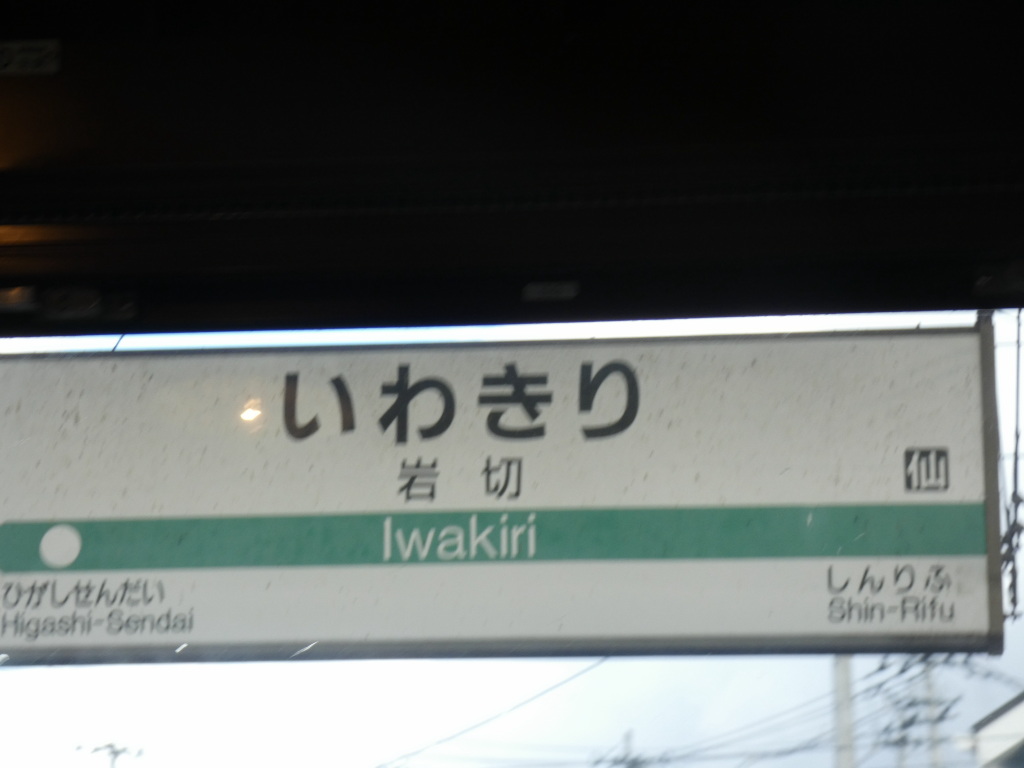 いわきり
岩切
仙
Iwakiri
ひがしせんだい
Higashi-Sendai
しんりふ
Shin-Rifu